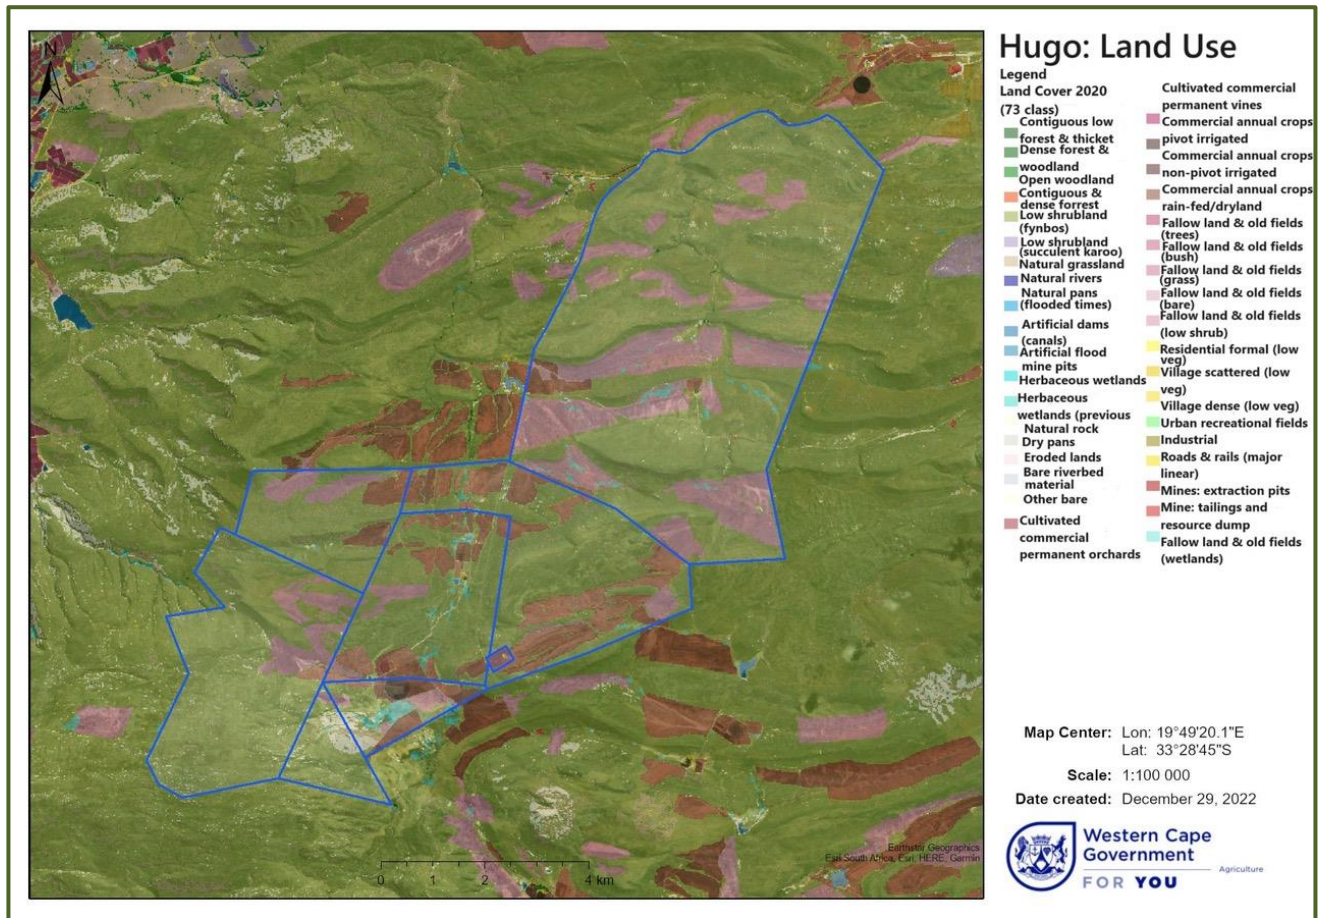 N
Hugo: Land Use
Legend
Land Cover 2020
(73 class)
Contiguous low
forest & thicket
Dense forest &
woodland
Open woodland
Contiguous &
dense forrest
Low shrubland
(fynbos)
Low shrubland
(succulent karoo)
Natural grassland
Natural rivers
Natural pans
(flooded times)
Artificial dams
(canals)
Artificial flood
mine pits
Herbaceous wetlands
Herbaceous
wetlands (previous
Natural rock
Dry pans
Eroded lands
Bare riverbed
material
Other bare
Cultivated
commercial
permanent orchards
Cultivated commercial
permanent vines
Commercial annual crops
pivot irrigated
Commercial annual crops
non-pivot irrigated
Commercial annual crops
rain-fed/dryland
Fallow land & old fields
(trees)
Fallow land & old fields
(bush)
Fallow land & old fields
(grass)
Fallow land & old fields
(bare)
Fallow land & old fields
(low shrub)
Residential formal (low
veg)
Village scattered (low
veg)
Village dense (low veg)
Urban recreational fields
Industrial
Roads & rails (major
linear)
Mines: extraction pits
Mine: tailings and
resource dump
Fallow land & old fields
(wetlands)
Map Center: Lon: 19°49'20.1"E
Lat: 33°28'45"S
Scale: 1:100 000
Date created: December 29, 2022
Western Cape
Government
Agriculture
FOR YOU
Earthstar Geographics
Esri South Africa, Esri, HERE, Garmin
0 1 2 4 km